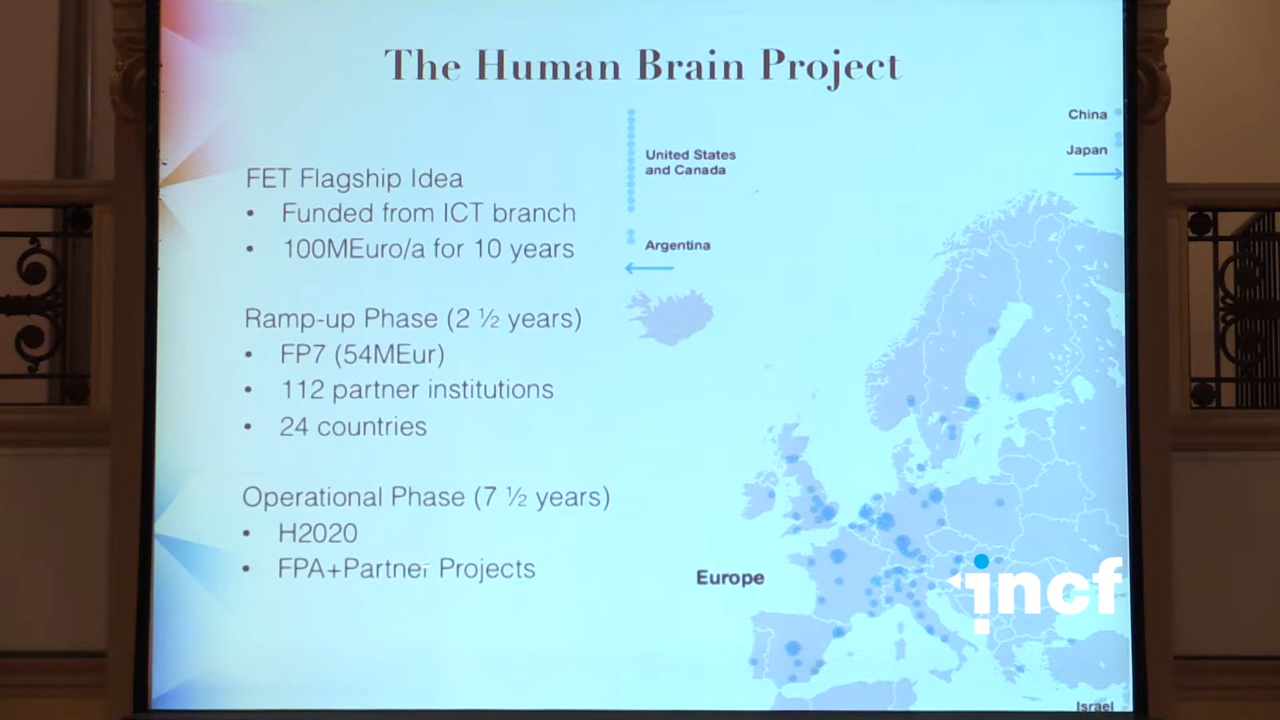 The Human Brain Project
FET Flagship Idea
• Funded from ICT branch
• 100MEuro/a for 10 years
Ramp-up Phase (2 ½ years)
• FP7 (54MEur)
• 112 partner institutions
• 24 countries
Operational Phase (7 ½ years)
• H2020
• FPA+Partner Projects
United States
and Canada
Argentina
China
Japan
Europe
incf
Israel